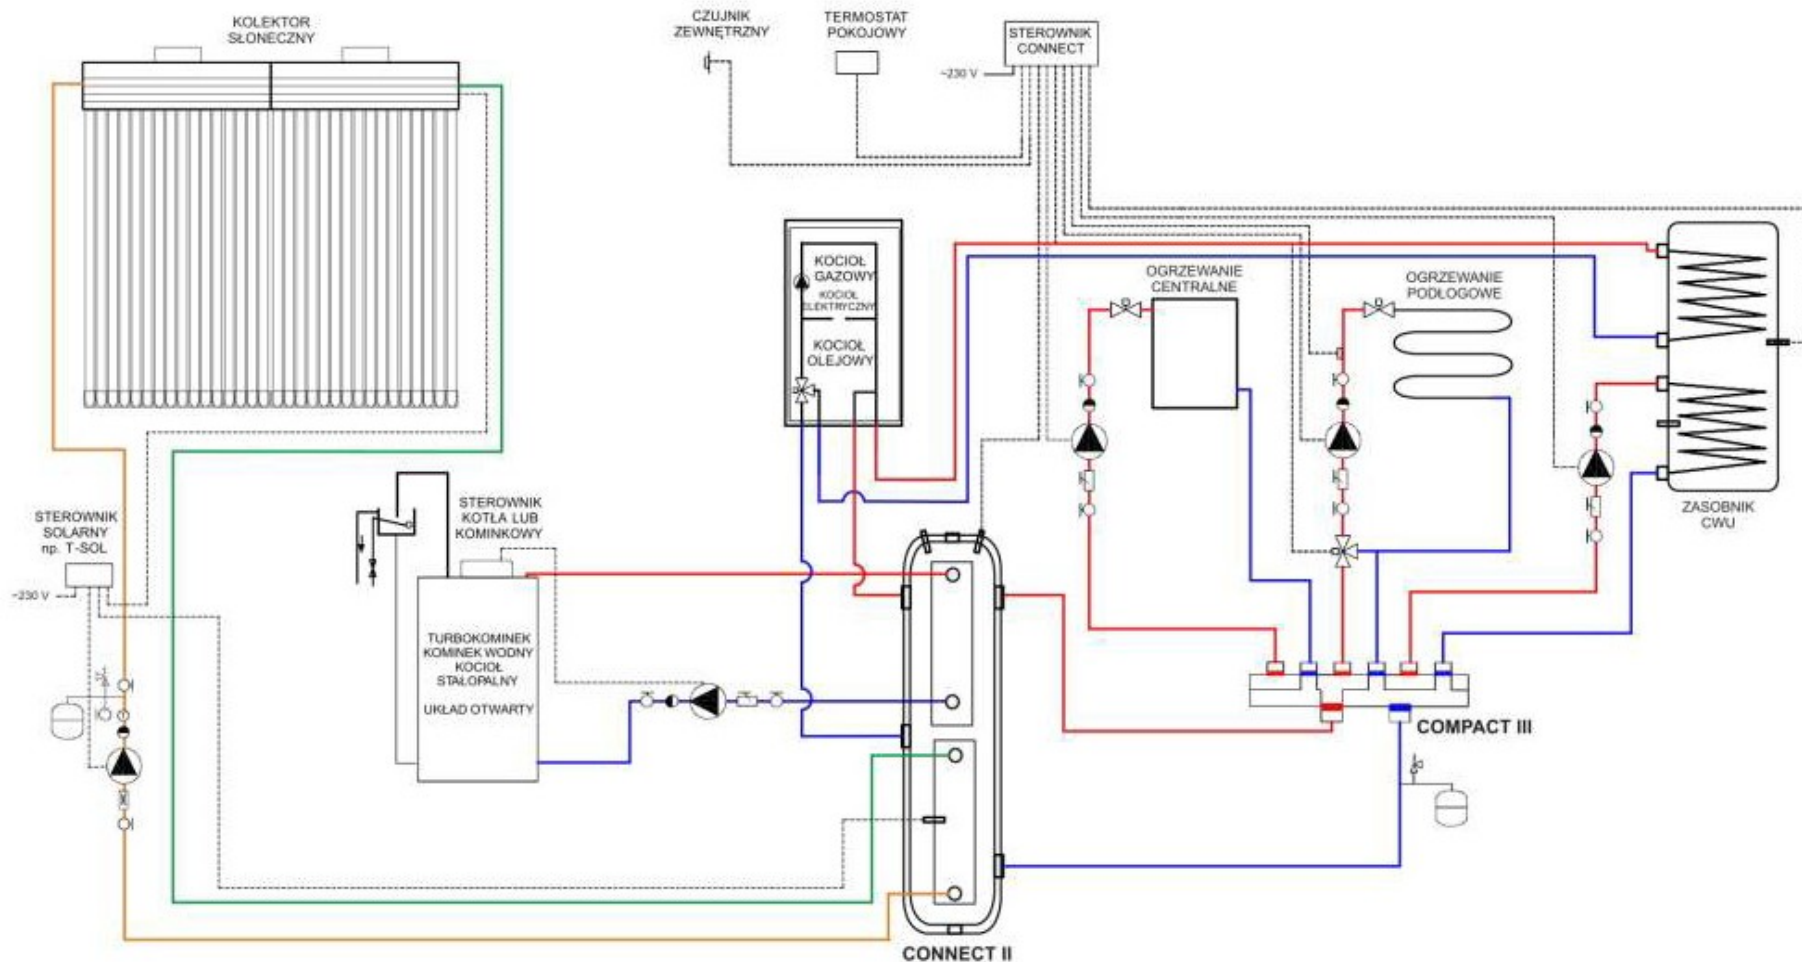 KOLEKTOR
SŁONECZNY
CZUJNIK
ZEWNĘTRZNY
TERMOSTAT
POKOJOWY
STEROWNIK
CONNECT
~230 V
KOCIOŁ
GAZOWY
KOCIOŁ
ELEKTRYCZNY
KOCIOŁ
OLEJOWY
OGRZEWANIE
CENTRALNE
OGRZEWANIE
PODŁOGOWE
ZASOBNIK
CWU
STEROWNIK
SOLARNY
np. T-SOL
~230 V
STEROWNIK
KOTŁA LUB
KOMINKOWY
TURBOKOMINEK
KOMINEK WODNY
KOCIOŁ
STAŁOPALNY
UKŁAD OTWARTY
COMPACT III
CONNECT II